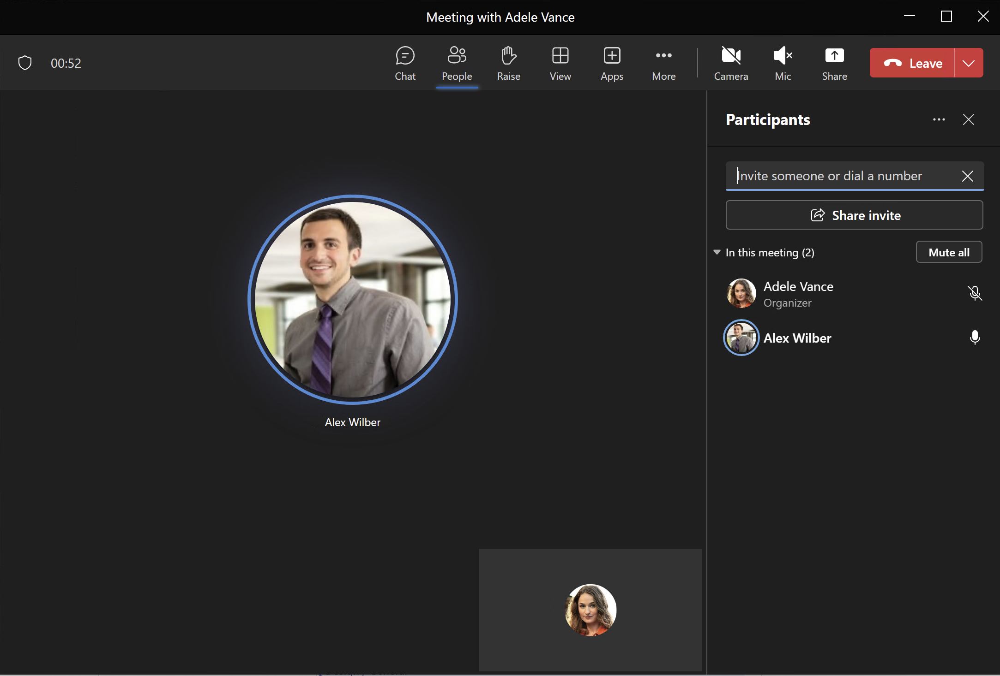 Meeting with Adele Vance
00:52
Chat
People
Raise
View
Apps
More
Camera
Mic
Share
Leave
Participants
Invite someone or dial a number
Share invite
In this meeting (2)
Mute all
Adele Vance
Organizer
Alex Wilber
Alex Wilber